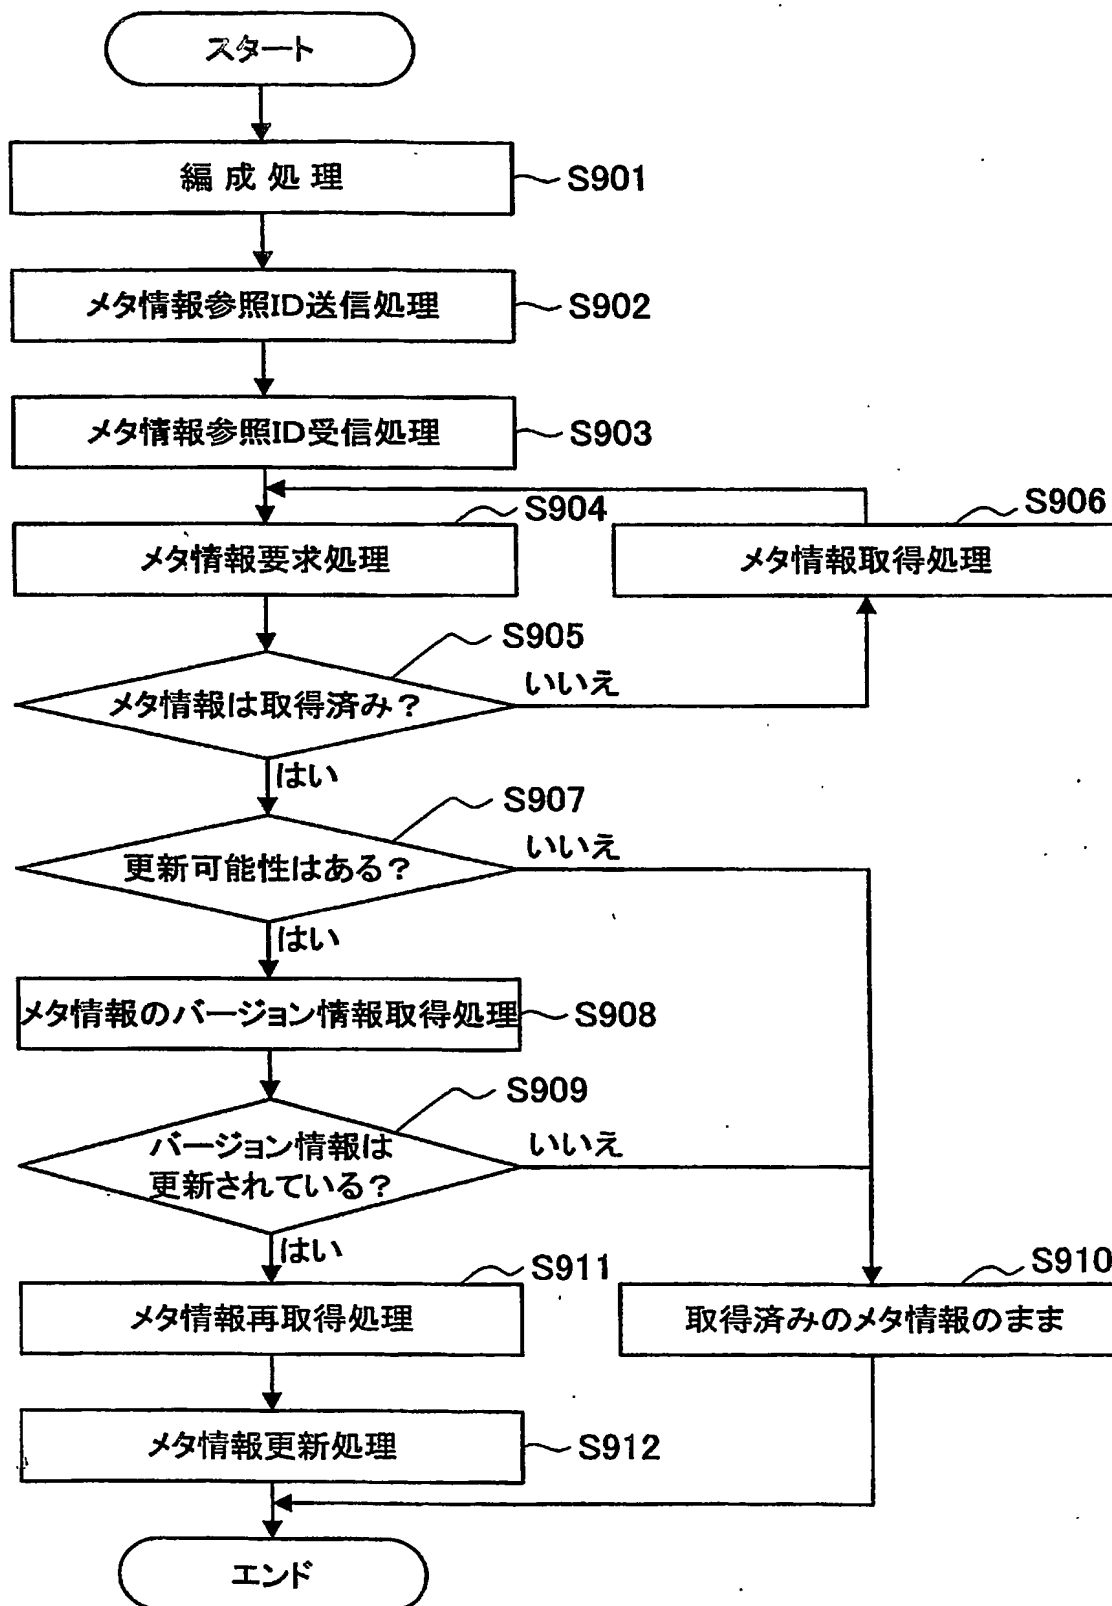 スタート
編成処理
S901
メタ情報参照ID送信処理
S902
メタ情報参照ID受信処理
S903
S904
メタ情報要求処理
S906
メタ情報取得処理
S905
メタ情報は取得済み?
いいえ
はい
S907
更新可能性はある?
いいえ
はい
メタ情報のバージョン情報取得処理
S908
S909
バージョン情報は
更新されている?
いいえ
はい
S911
メタ情報再取得処理
S910
取得済みのメタ情報のまま
メタ情報更新処理
S912
エンド